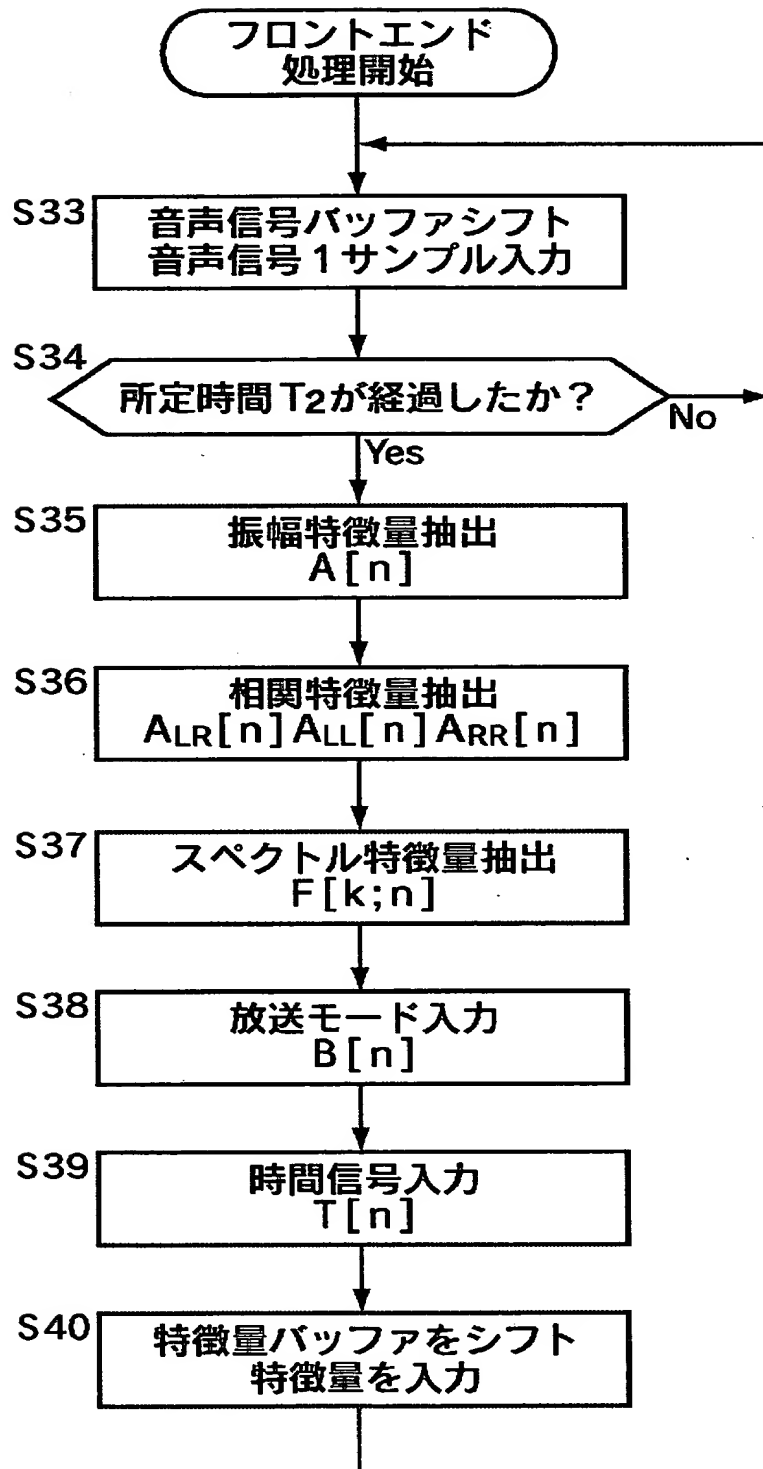 フロントエンド
処理開始
S33
音声信号バッファシフト
音声信号1サンプル入力
S34
所定時間T2が経過したか?
No
Yes
S35
振幅特徴量抽出
A[n]
S36
相関特徴量抽出
ALR[n]ALL[n]ARR[n]
S37
スペクトル特徴量抽出
F[k;n]
S38
放送モード入力
B[n]
S39
時間信号入力
T[n]
S40
特徴量バッファをシフト
特徴量を入力